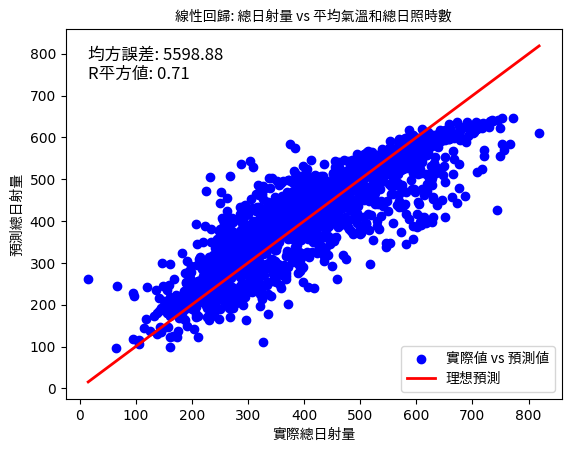 線性回歸: 總日射量 vs 平均氣溫和總日照時數
均方誤差: 5598.88
R平方值: 0.71
預測總日射量
800
700
600
500
400
300
200
100
0
實際值 vs 預測值
理想預測
0 100 200 300 400 500 600 700 800
實際總日射量